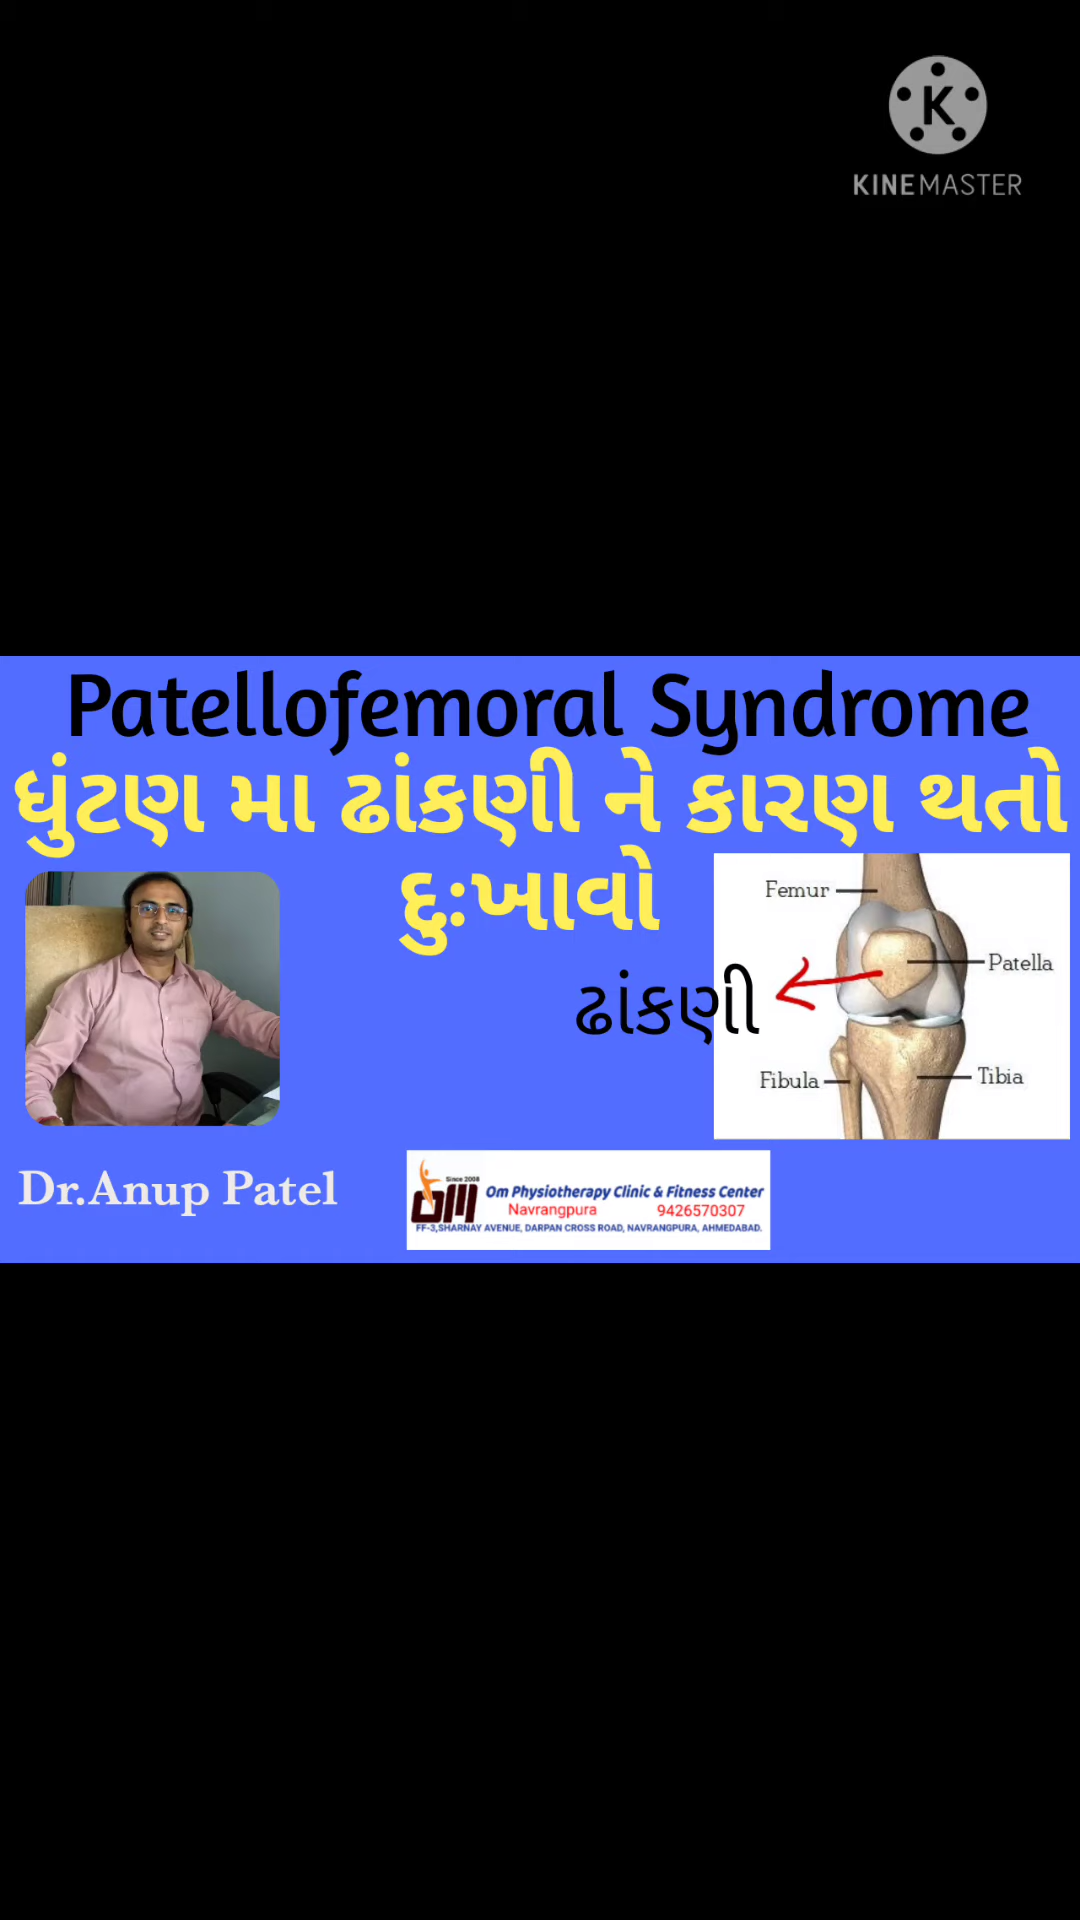 K
KINEMASTER
Patellofemoral Syndrome
ઘુંટણ મા ઢાંકણી ને કારણ થતો
દુઃખાવો
Femur
Patella
ઢાંકણી
Fibula
Tibia
Dr.Anup Patel
Since 2008
OM
Om Physiotherapy Clinic & Fitness Center
Navrangpura 9426570307
FF-3,SHARNAY AVENUE, DARPAN CROSS ROAD, NAVRANGPURA, AHMEDABAD.